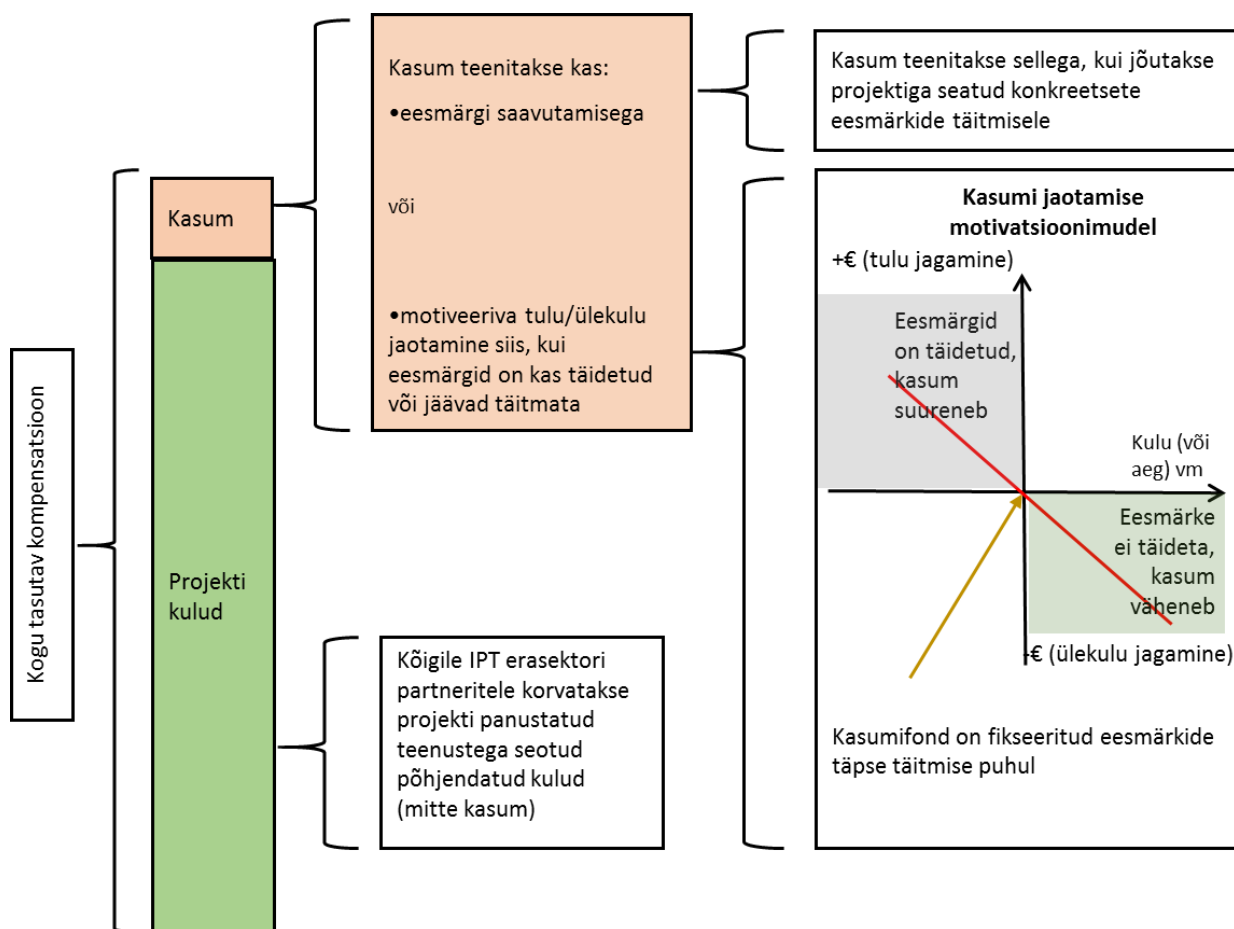 Kogu tasutav kompensatsioon
Kasum
Projekti
kulud
Kasum teenitakse kas:
•eesmärgi saavutamisega
või
•motiveeriva tulu/ülekulu
jaotamine siis, kui
eesmärgid on kas täidetud
või jäävad täitmata
Kõigile IPT erasektori
partneritele korvatakse
projekti panustatud
teenustega seotud
põhjendatud kulud
(mitte kasum)
Kasum teenitakse sellega, kui jõutakse
projektiga seatud konkreetsete
eesmärkide täitmisele
Kasumi jaotamise
motivatsioonimudel
+€ (tulu jagamine)
Eesmärgid
on täidetud,
kasum
suureneb
Kulu (või
aeg) vm
Eesmärke
ei täideta,
kasum
väheneb
-€ (ülekulu jagamine)
Kasumifond on fikseeritud eesmärkide
täpse täitmise puhul